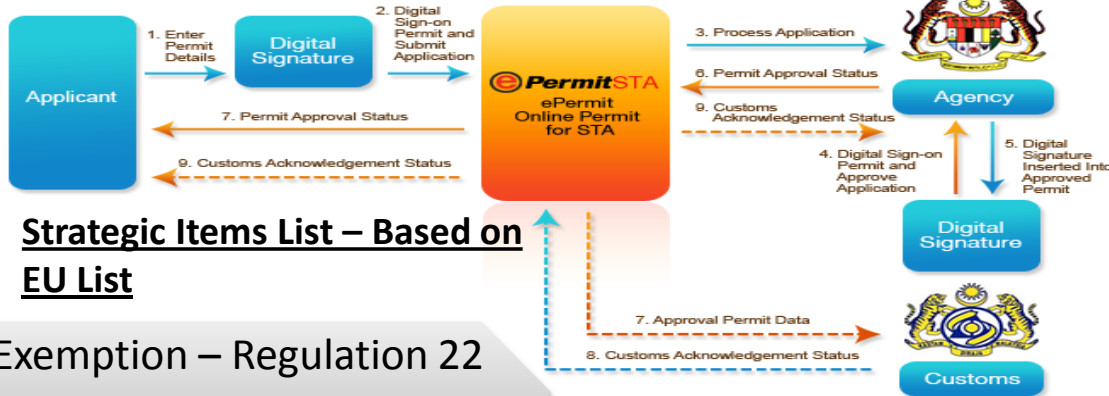 Applicant
1. Enter
Permit
Details
Digital
Signature
2. Digital
Sign-on
Permit and
Submit
Application
ePermitSTA
ePermit
Online Permit
for STA
3. Process Application
6. Permit Approval Status
9. Customs
Acknowledgement Status
Agency
7. Permit Approval Status
9. Customs Acknowledgement Status
4. Digital Sign-on
Permit and
Approve
Application
5. Digital
Signature
Inserted Into
Approved
Permit
Digital
Signature
Strategic Items List – Based on
EU List
7. Approval Permit Data
8. Customs Acknowledgement Status
Exemption – Regulation 22
Customs